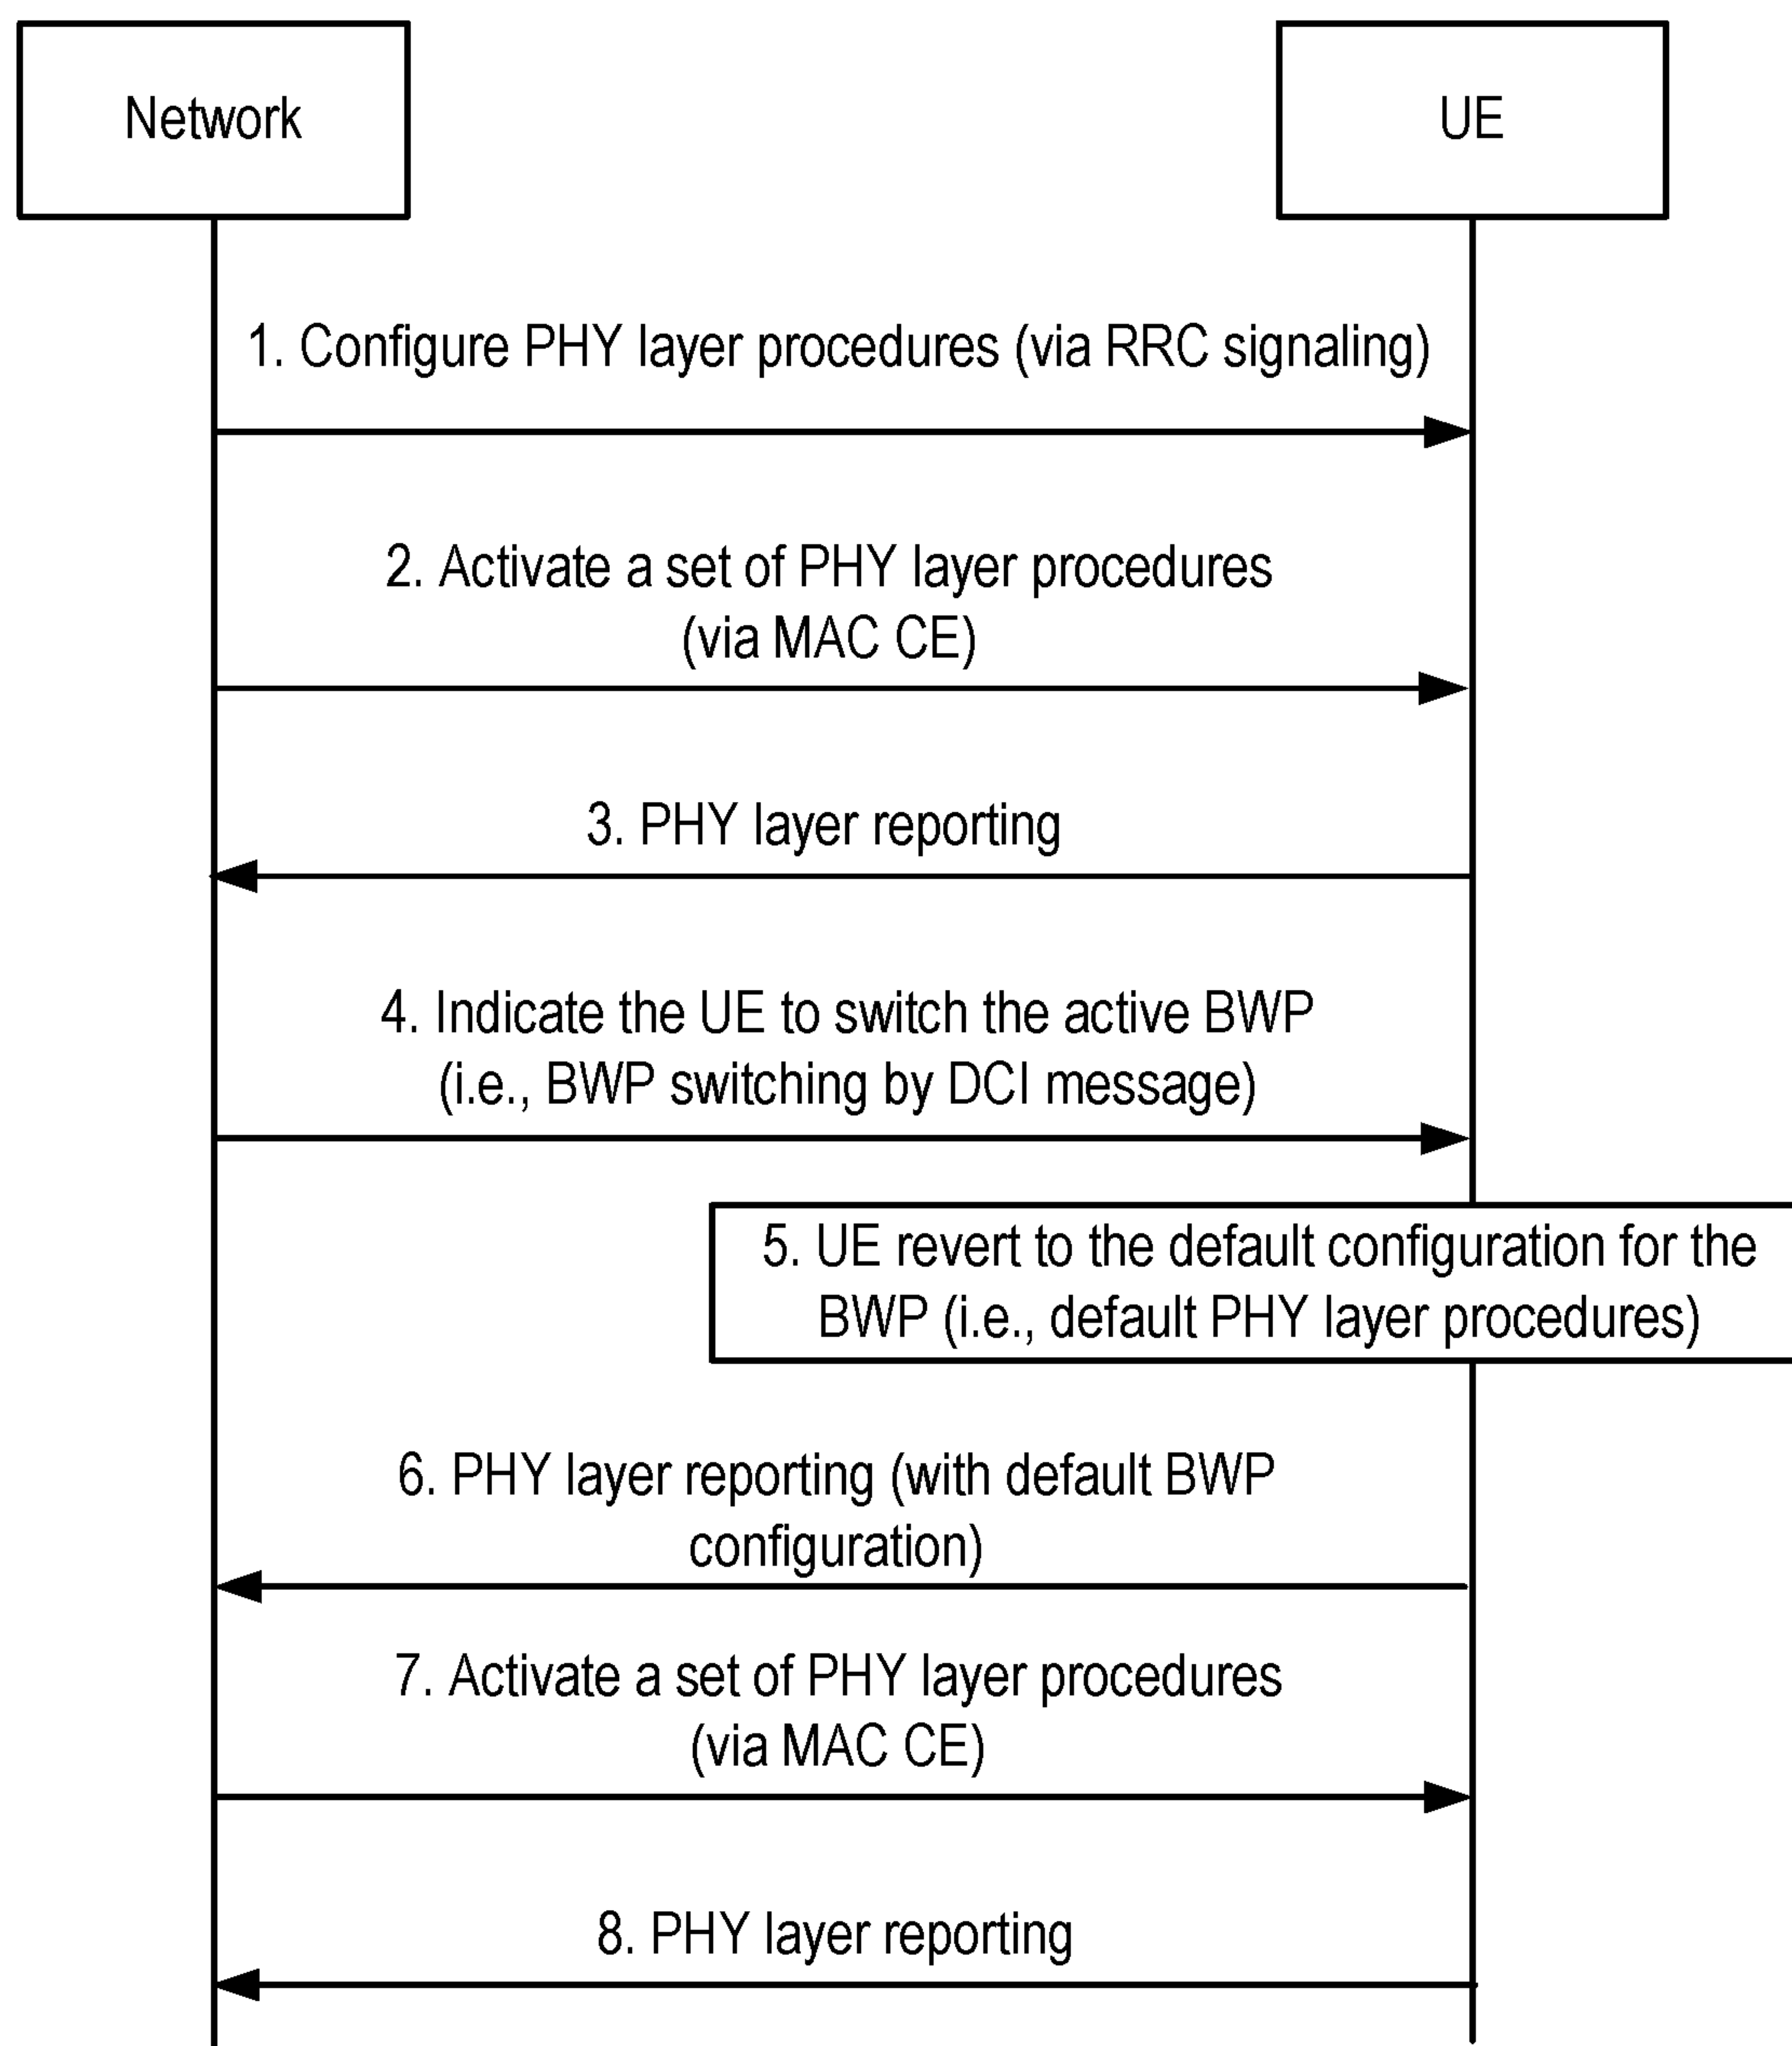 Network
UE
1. Configure PHY layer procedures (via RRC signaling)
2. Activate a set of PHY layer procedures
(via MAC CE)
3. PHY layer reporting
4. Indicate the UE to switch the active BWP
(i.e., BWP switching by DCI message)
5. UE revert to the default configuration for the
BWP (i.e., default PHY layer procedures)
6. PHY layer reporting (with default BWP
configuration)
7. Activate a set of PHY layer procedures
(via MAC CE)
8. PHY layer reporting